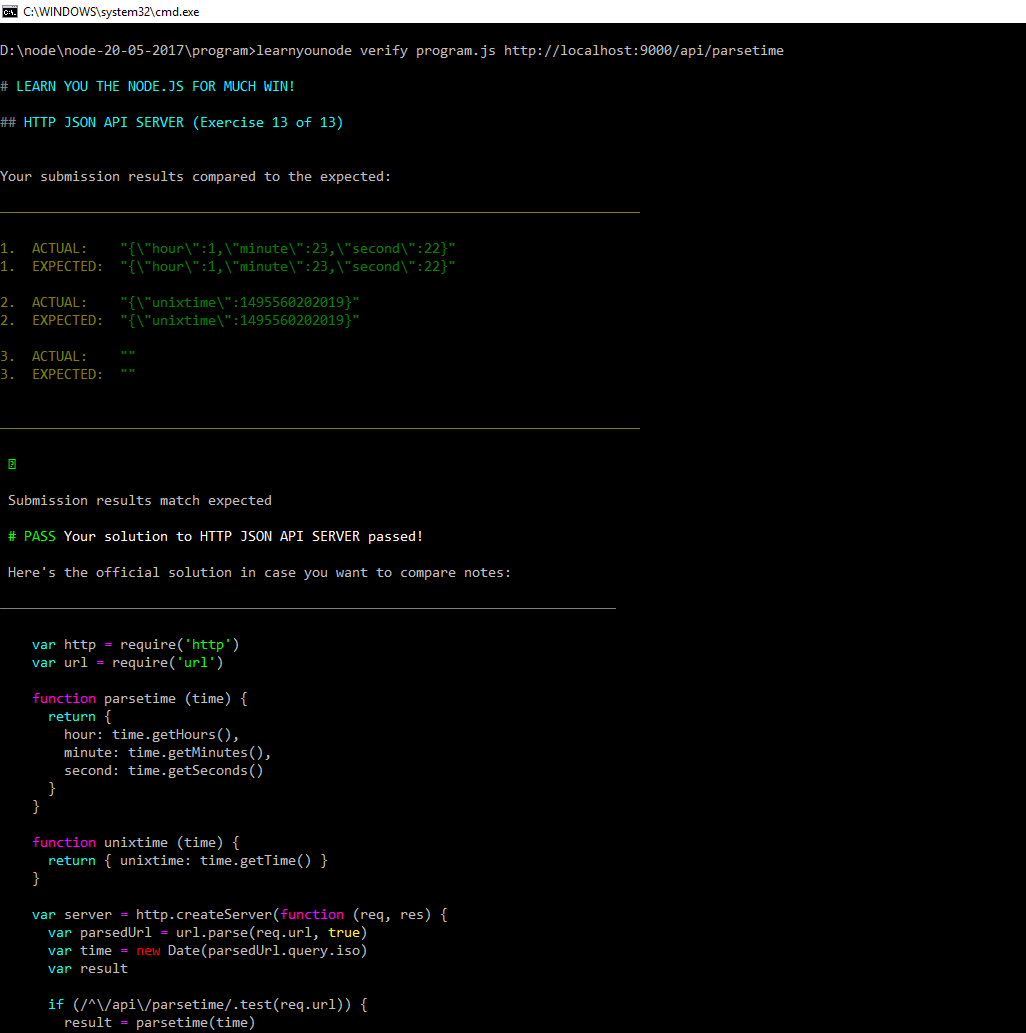 C:\WINDOWS\system32\cmd.exe
D:\node\node-20-05-2017\program>learnyounode verify program.js http://localhost:9000/api/parsetime
# LEARN YOU THE NODE.JS FOR MUCH WIN!
## HTTP JSON API SERVER (Exercise 13 of 13)
Your submission results compared to the expected:
1.  ACTUAL:    "{\"hour\":1,\"minute\":23,\"second\":22}"
1.  EXPECTED:  "{\"hour\":1,\"minute\":23,\"second\":22}"
2.  ACTUAL:    "{\"unixtime\":1495560202019}"
2.  EXPECTED:  "{\"unixtime\":1495560202019}"
3.  ACTUAL:    ""
3.  EXPECTED:  ""
Submission results match expected
# PASS Your solution to HTTP JSON API SERVER passed!
Here's the official solution in case you want to compare notes:
var http = require('http')
var url = require('url')
function parsetime (time) {
return {
hour: time.getHours(),
minute: time.getMinutes(),
second: time.getSeconds()
}
}
function unixtime (time) {
return { unixtime: time.getTime() }
}
var server = http.createServer(function (req, res) {
var parsedUrl = url.parse(req.url, true)
var time = new Date(parsedUrl.query.iso)
var result
if (/^\/api\/parsetime/.test(req.url)) {
result = parsetime(time)